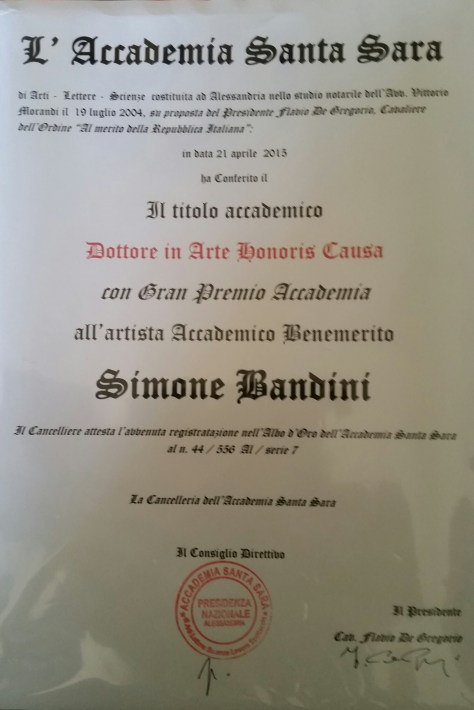 L' Accademia Santa Sara
di Arti - Lettere - Scienze costituita ad Alessandria nello studio notarile dell'Avv. Vittorio
Morandi il 19 luglio 2004, su proposta del Presidente Flavio De Gregorio, Cavaliere
dell'Ordine "Al merito della Repubblica Italiana":
in data 21 aprile 2015
ha Conferito il
Il titolo accademico
Dottore in Arte Honoris Causa
con Gran Premio Accademia
all'artista Accademico Benemerito
Simone Bandini
Il Cancelliere attesta l'avvenuta registratazione nell'Albo d'Oro dell'Accademia Santa Sara
al n. 44 / 556 Al / serie 7
La Cancelleria dell'Accademia Santa Sara
Il Consiglio Direttivo
ACCADEMIA SANTA SARA
PRESIDENZA
NAZIONALE
ALESSANDRIA
Il Presidente
Cav. Flavio De Gregorio